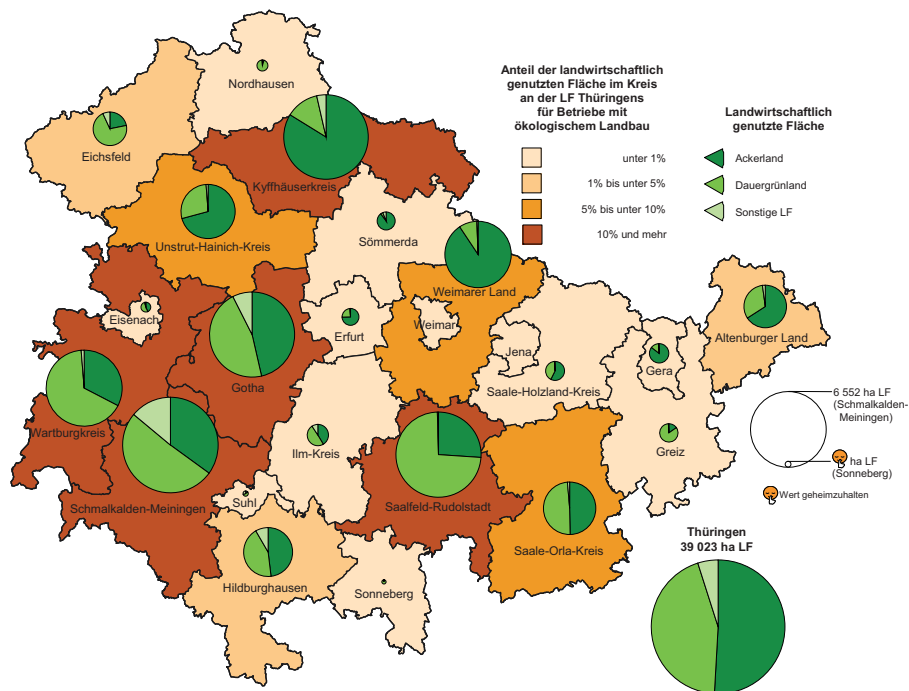 Anteil der landwirtschaftlich
genutzten Fläche im Kreis
an der LF Thüringens
für Betriebe mit
ökologischem Landbau
unter 1%
1% bis unter 5%
5% bis unter 10%
10% und mehr
Landwirtschaftlich
genutzte Fläche
Ackerland
Dauergrünland
Sonstige LF
Nordhausen
Eichsfeld
Kyffhäuserkreis
Unstrut-Hainich-Kreis
Sömmerda
Weimarer Land
Eisenach
Gotha
Erfurt
Weimar
Jena
Saale-Holzland-Kreis
Gera
Altenburger Land
Wartburgkreis
Schmalkalden-Meiningen
Suhl
Ilm-Kreis
Saalfeld-Rudolstadt
Greiz
Saale-Orla-Kreis
Hildburghausen
Sonneberg
6 552 ha LF
(Schmalkalden-
Meiningen)
ha LF
(Sonneberg)
Wert geheimzuhalten
Thüringen
39 023 ha LF